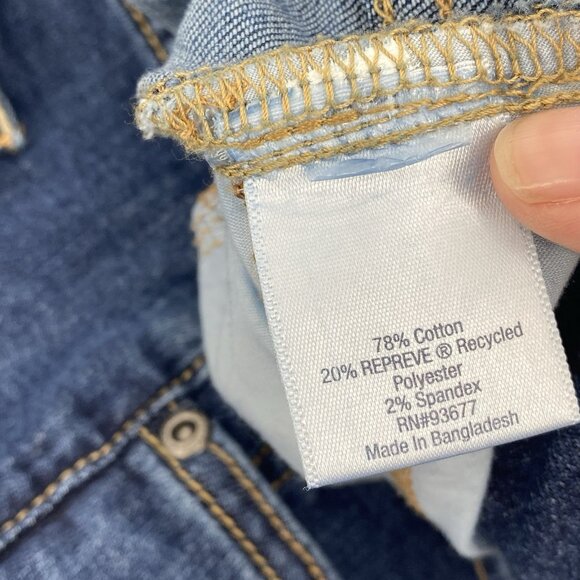 78% Cotton
20% REPREVE ® Recycled
Polyester
2% Spandex
RN#93677
Made In Bangladesh